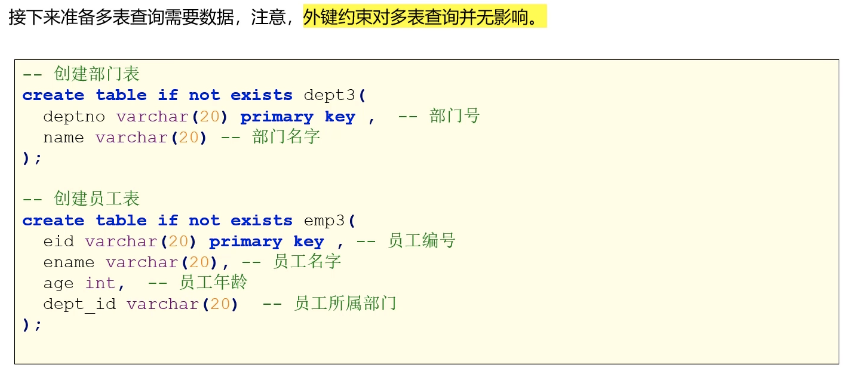 接下来准备多表查询需要数据，注意，外键约束对多表查询并无影响。
-- 创建部门表
create table if not exists dept3(
  deptno varchar(20) primary key ,  -- 部门号
  name varchar(20) -- 部门名字
);
-- 创建员工表
create table if not exists emp3(
  eid varchar(20) primary key , -- 员工编号
  ename varchar(20), -- 员工名字
  age int,  -- 员工年龄
  dept_id varchar(20)  -- 员工所属部门
);